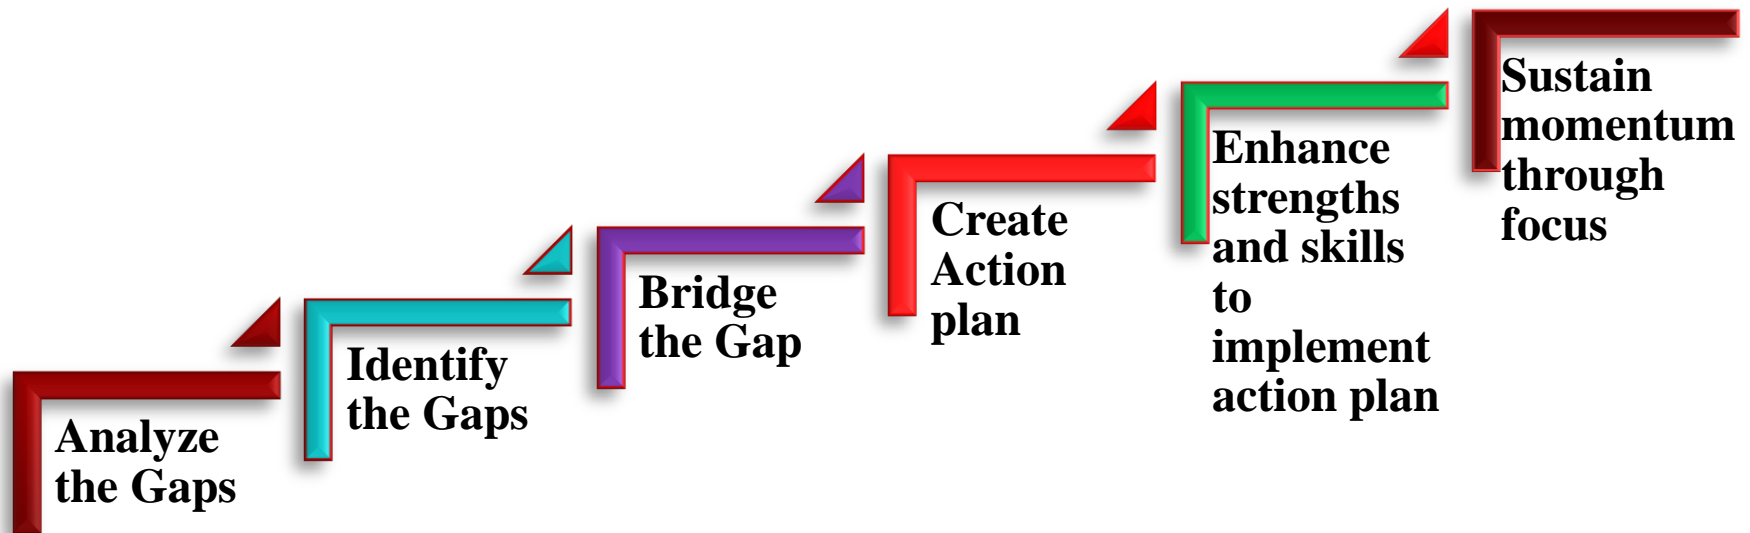 Analyze
the Gaps
Identify
the Gaps
Bridge
the Gap
Create
Action
plan
Enhance
strengths
and skills
to
implement
action plan
Sustain
momentum
through
focus